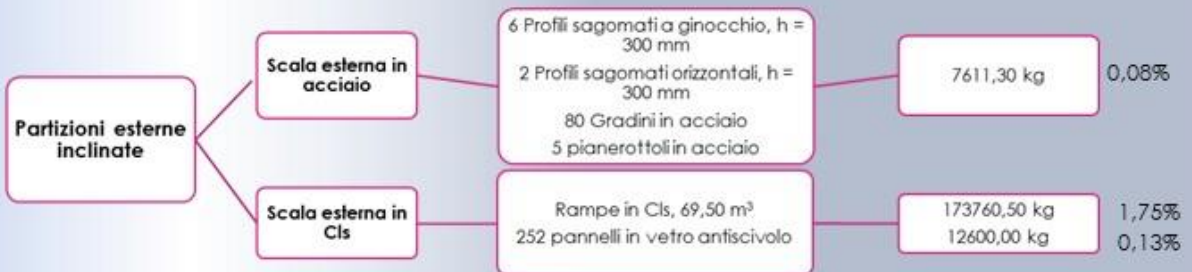 Partizioni esterne
inclinate
Scala esterna in
acciaio
6 Profili sagomati a ginocchio, h =
300 mm
2 Profili sagomati orizzontali, h =
300 mm
80 Gradini in acciaio
5 pianerottoli in acciaio
7611,30 kg
0,08%
Scala esterna in
Cls
Rampe in Cls, 69,50 m³
252 pannelli in vetro antiscivolo
173760,50 kg
12600,00 kg
1,75%
0,13%